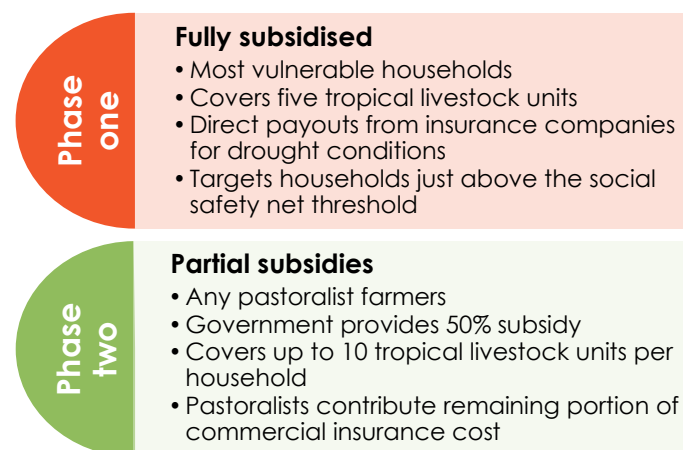 Phase
one
Fully subsidised
• Most vulnerable households
• Covers five tropical livestock units
• Direct payouts from insurance companies
for drought conditions
• Targets households just above the social
safety net threshold
Phase
two
Partial subsidies
• Any pastoralist farmers
• Government provides 50% subsidy
• Covers up to 10 tropical livestock units per
household
• Pastoralists contribute remaining portion of
commercial insurance cost